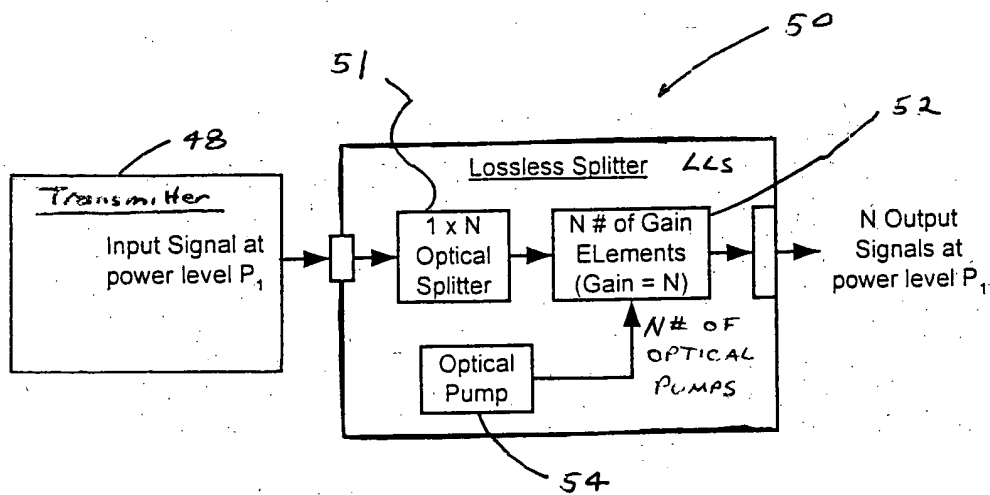 50
51
52
48
Lossless Splitter LLS
Transmitter
Input Signal at
power level P1
1 x N
Optical
Splitter
N # of Gain
ELements
(Gain = N)
N Output
Signals at
power level P1
N# OF
OPTICAL
PUMPS
Optical
Pump
54